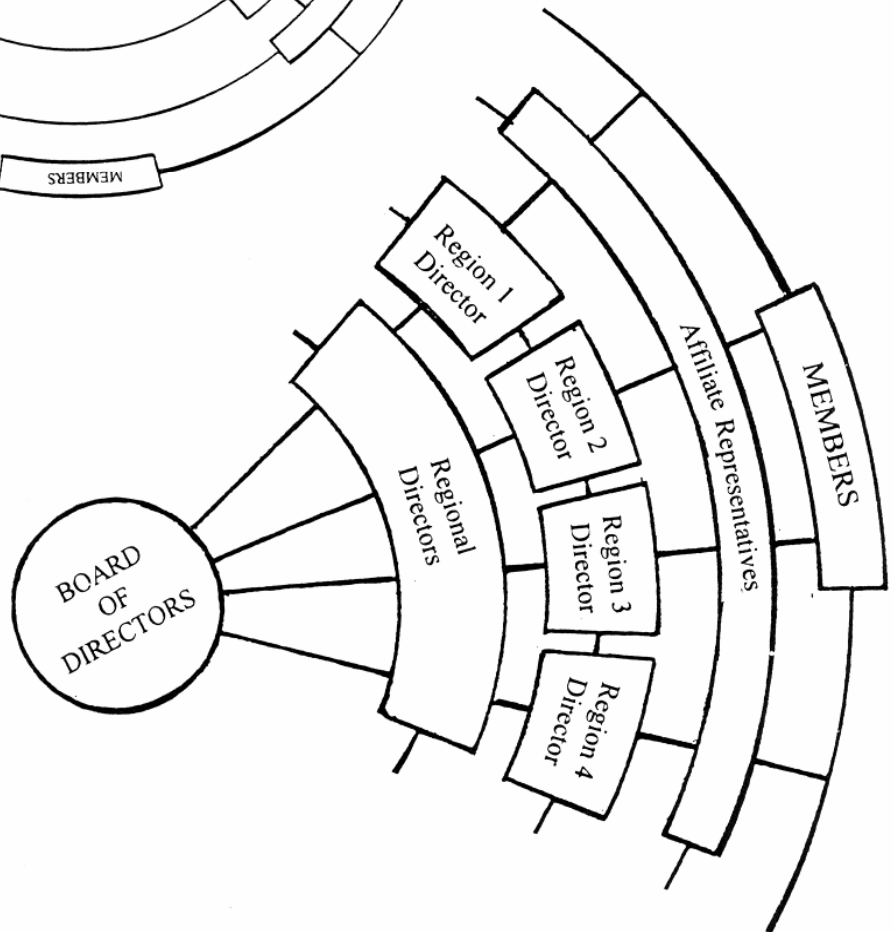 MEMBERS
BOARD
OF
DIRECTORS
Regional
Directors
Region 1
Director
Region 2
Director
Region 3
Director
Region 4
Director
Affiliate Representatives
MEMBERS